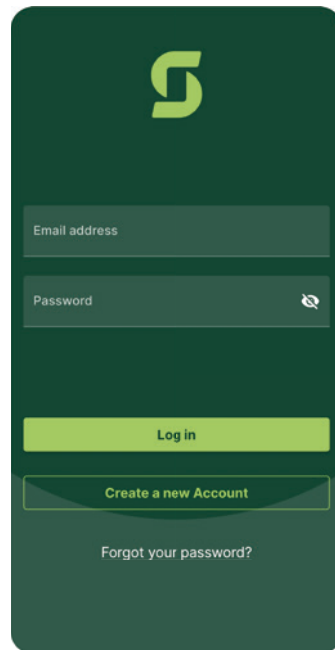 Email address
Password
Log in
Create a new Account
Forgot your password?